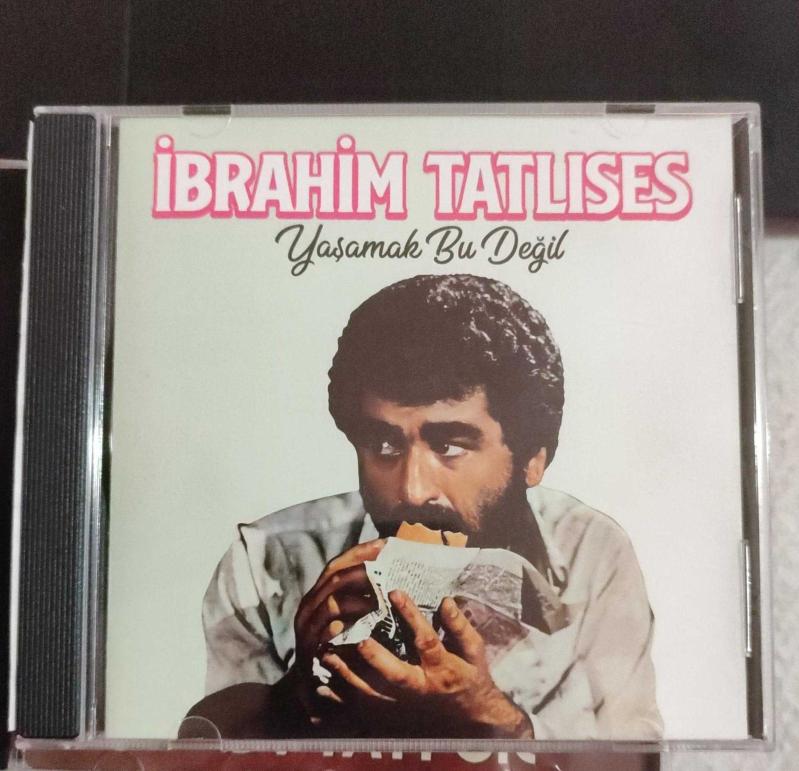 İBRAHİM TATLISES
Yaşamak Bu Değil